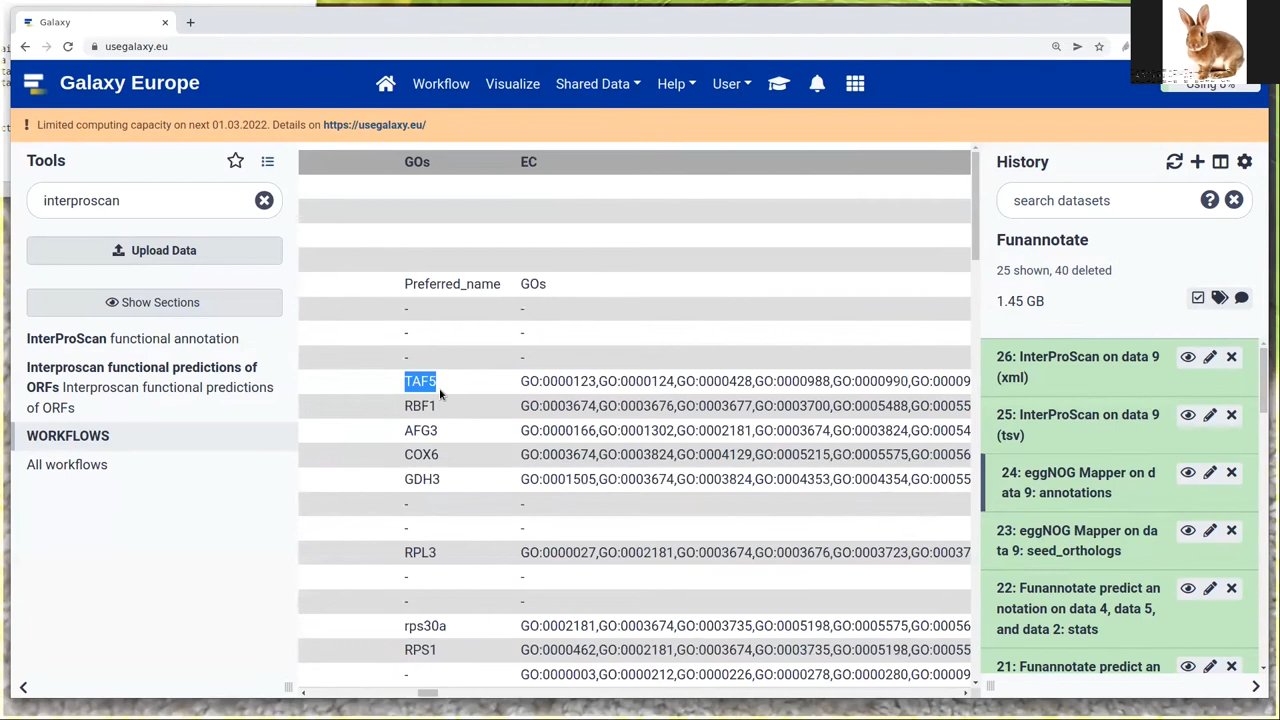 Galaxy
usegalaxy.eu
Galaxy Europe
Workflow Visualize Shared Data Help User
Limited computing capacity on next 01.03.2022. Details on https://usegalaxy.eu/
Tools
interproscan
Upload Data
Show Sections
InterProScan functional annotation
Interproscan functional predictions of
ORFs Interproscan functional predictions
of ORFs
WORKFLOWS
All workflows
GOs EC
Preferred_name GOs
- -
- -
- -
TAF5 GO:0000123,GO:0000124,GO:0000428,GO:0000988,GO:0000990,GO:00009
RBF1 GO:0003674,GO:0003676,GO:0003677,GO:0003700,GO:0005488,GO:00055
AFG3 GO:0000166,GO:0001302,GO:0002181,GO:0003674,GO:0003824,GO:00054
COX6 GO:0003674,GO:0003824,GO:0004129,GO:0005215,GO:0005575,GO:00056
GDH3 GO:0001505,GO:0003674,GO:0003824,GO:0004353,GO:0004354,GO:00055
- -
- -
RPL3 GO:0000027,GO:0002181,GO:0003674,GO:0003676,GO:0003723,GO:00037
- -
- -
rps30a GO:0002181,GO:0003674,GO:0003735,GO:0005198,GO:0005575,GO:00056
RPS1 GO:0000462,GO:0002181,GO:0003674,GO:0003735,GO:0005198,GO:00055
- GO:0000003,GO:0000212,GO:0000226,GO:0000278,GO:0000280,GO:00009
History
search datasets
Funannotate
25 shown, 40 deleted
1.45 GB
26: InterProScan on data 9
(xml)
25: InterProScan on data 9
(tsv)
24: eggNOG Mapper on d
ata 9: annotations
23: eggNOG Mapper on da
ta 9: seed_orthologs
22: Funannotate predict an
notation on data 4, data 5,
and data 2: stats
21: Funannotate predict an